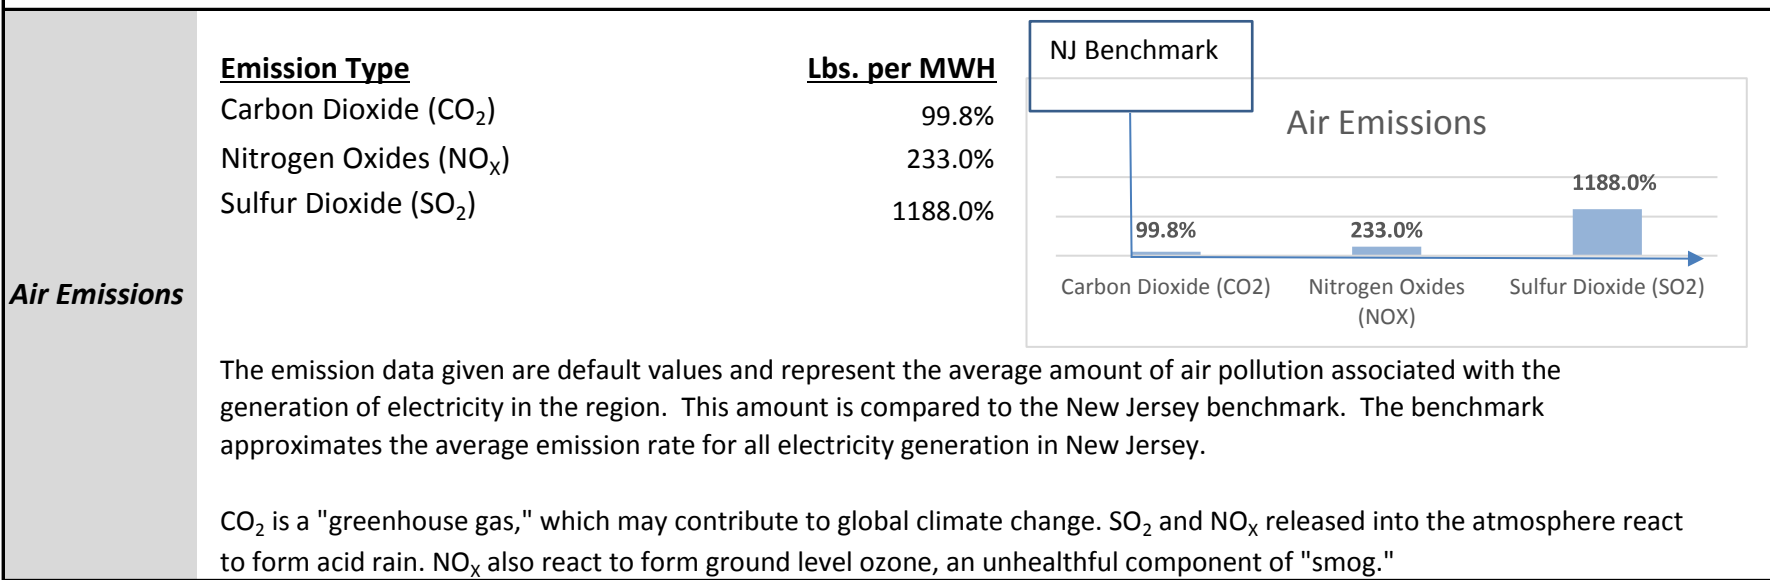 Air Emissions
Emission Type Lbs. per MWH
Carbon Dioxide (CO₂) 99.8%
Nitrogen Oxides (NOₓ) 233.0%
Sulfur Dioxide (SO₂) 1188.0%
NJ Benchmark
Air Emissions
1188.0%
99.8% 233.0%
Carbon Dioxide (CO2) Nitrogen Oxides Sulfur Dioxide (SO2)
(NOX)
The emission data given are default values and represent the average amount of air pollution associated with the
generation of electricity in the region.  This amount is compared to the New Jersey benchmark.  The benchmark
approximates the average emission rate for all electricity generation in New Jersey.
CO₂ is a "greenhouse gas," which may contribute to global climate change. SO₂ and NOₓ released into the atmosphere react
to form acid rain. NOₓ also react to form ground level ozone, an unhealthful component of "smog."